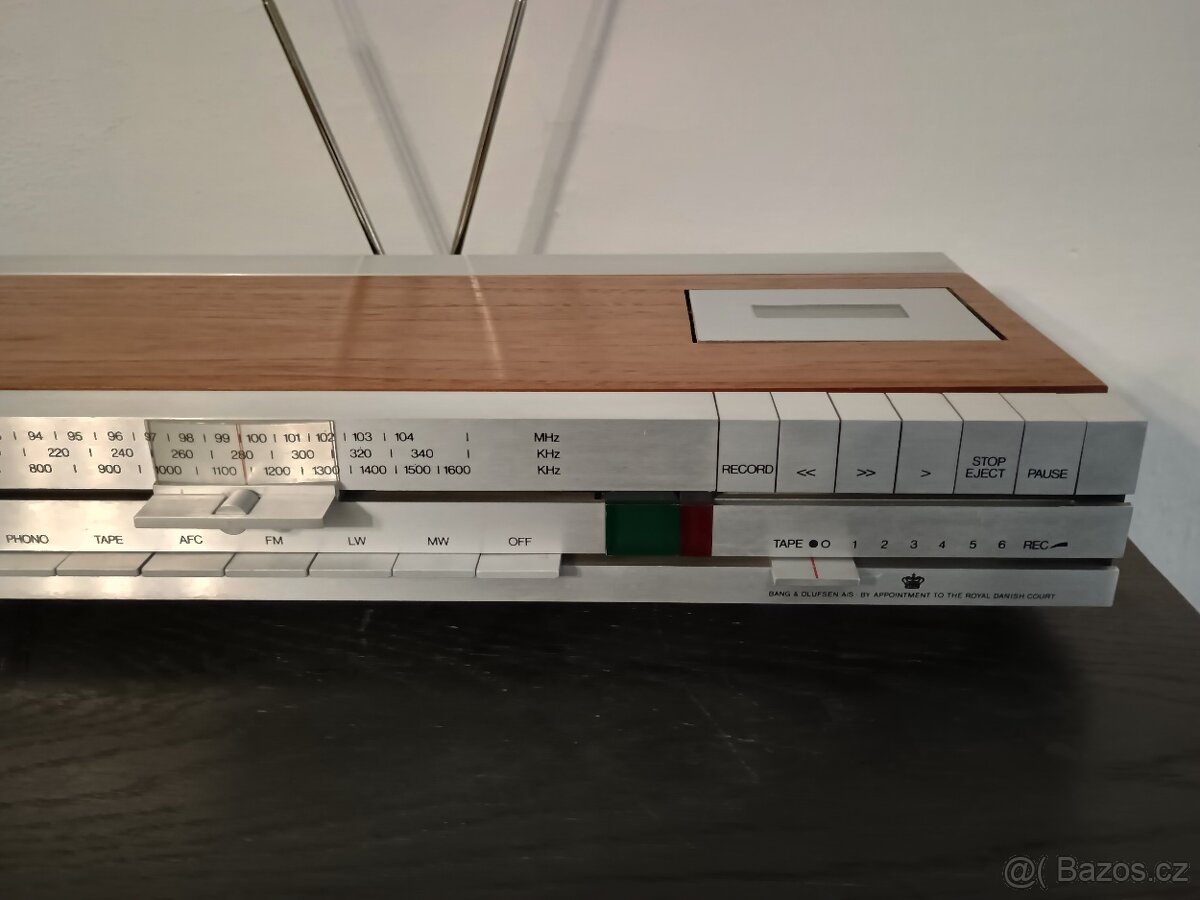 94 95 96 97 98 99 100 101 102 103 104 MHz
220 240 260 280 300 320 340 KHz
800 900 1000 1100 1200 1300 1400 1500 1600 KHz
RECORD << >> > STOP EJECT PAUSE
PHONO TAPE AFC FM LW MW OFF
TAPE ●O 1 2 3 4 5 6 REC
BANG & OLUFSEN A/S BY APPOINTMENT TO THE ROYAL DANISH COURT
@( Bazos.cz